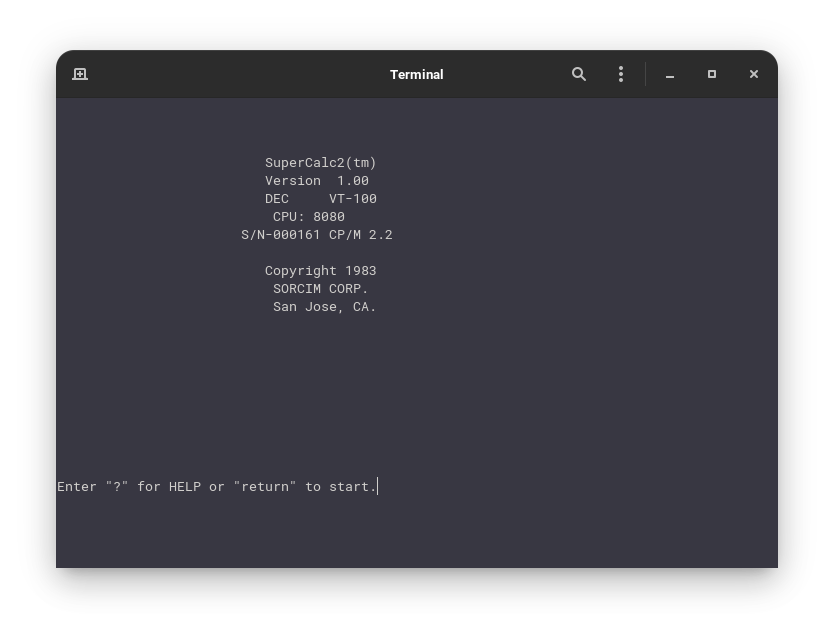 Terminal
SuperCalc2(tm)
Version  1.00
DEC     VT-100
CPU: 8080
S/N-000161 CP/M 2.2
Copyright 1983
SORCIM CORP.
San Jose, CA.
Enter "?" for HELP or "return" to start.